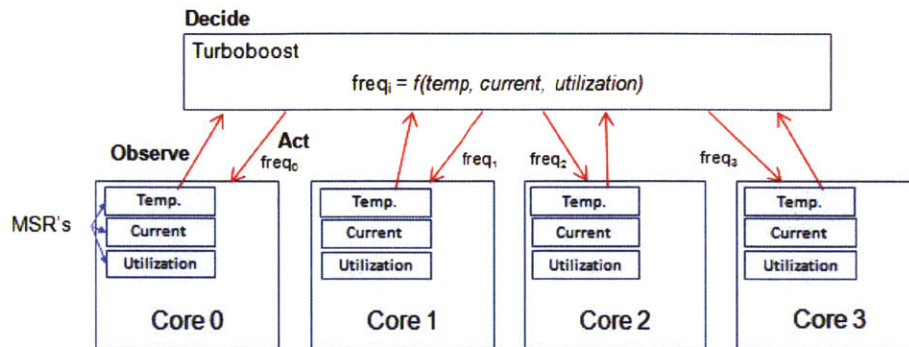 Decide
Turboboost
freqᵢ = f(temp, current, utilization)
Observe
Act
freq₀
freq₁
freq₂
freq₃
MSR's
Temp.
Current
Utilization
Core 0
Temp.
Current
Utilization
Core 1
Temp.
Current
Utilization
Core 2
Temp.
Current
Utilization
Core 3